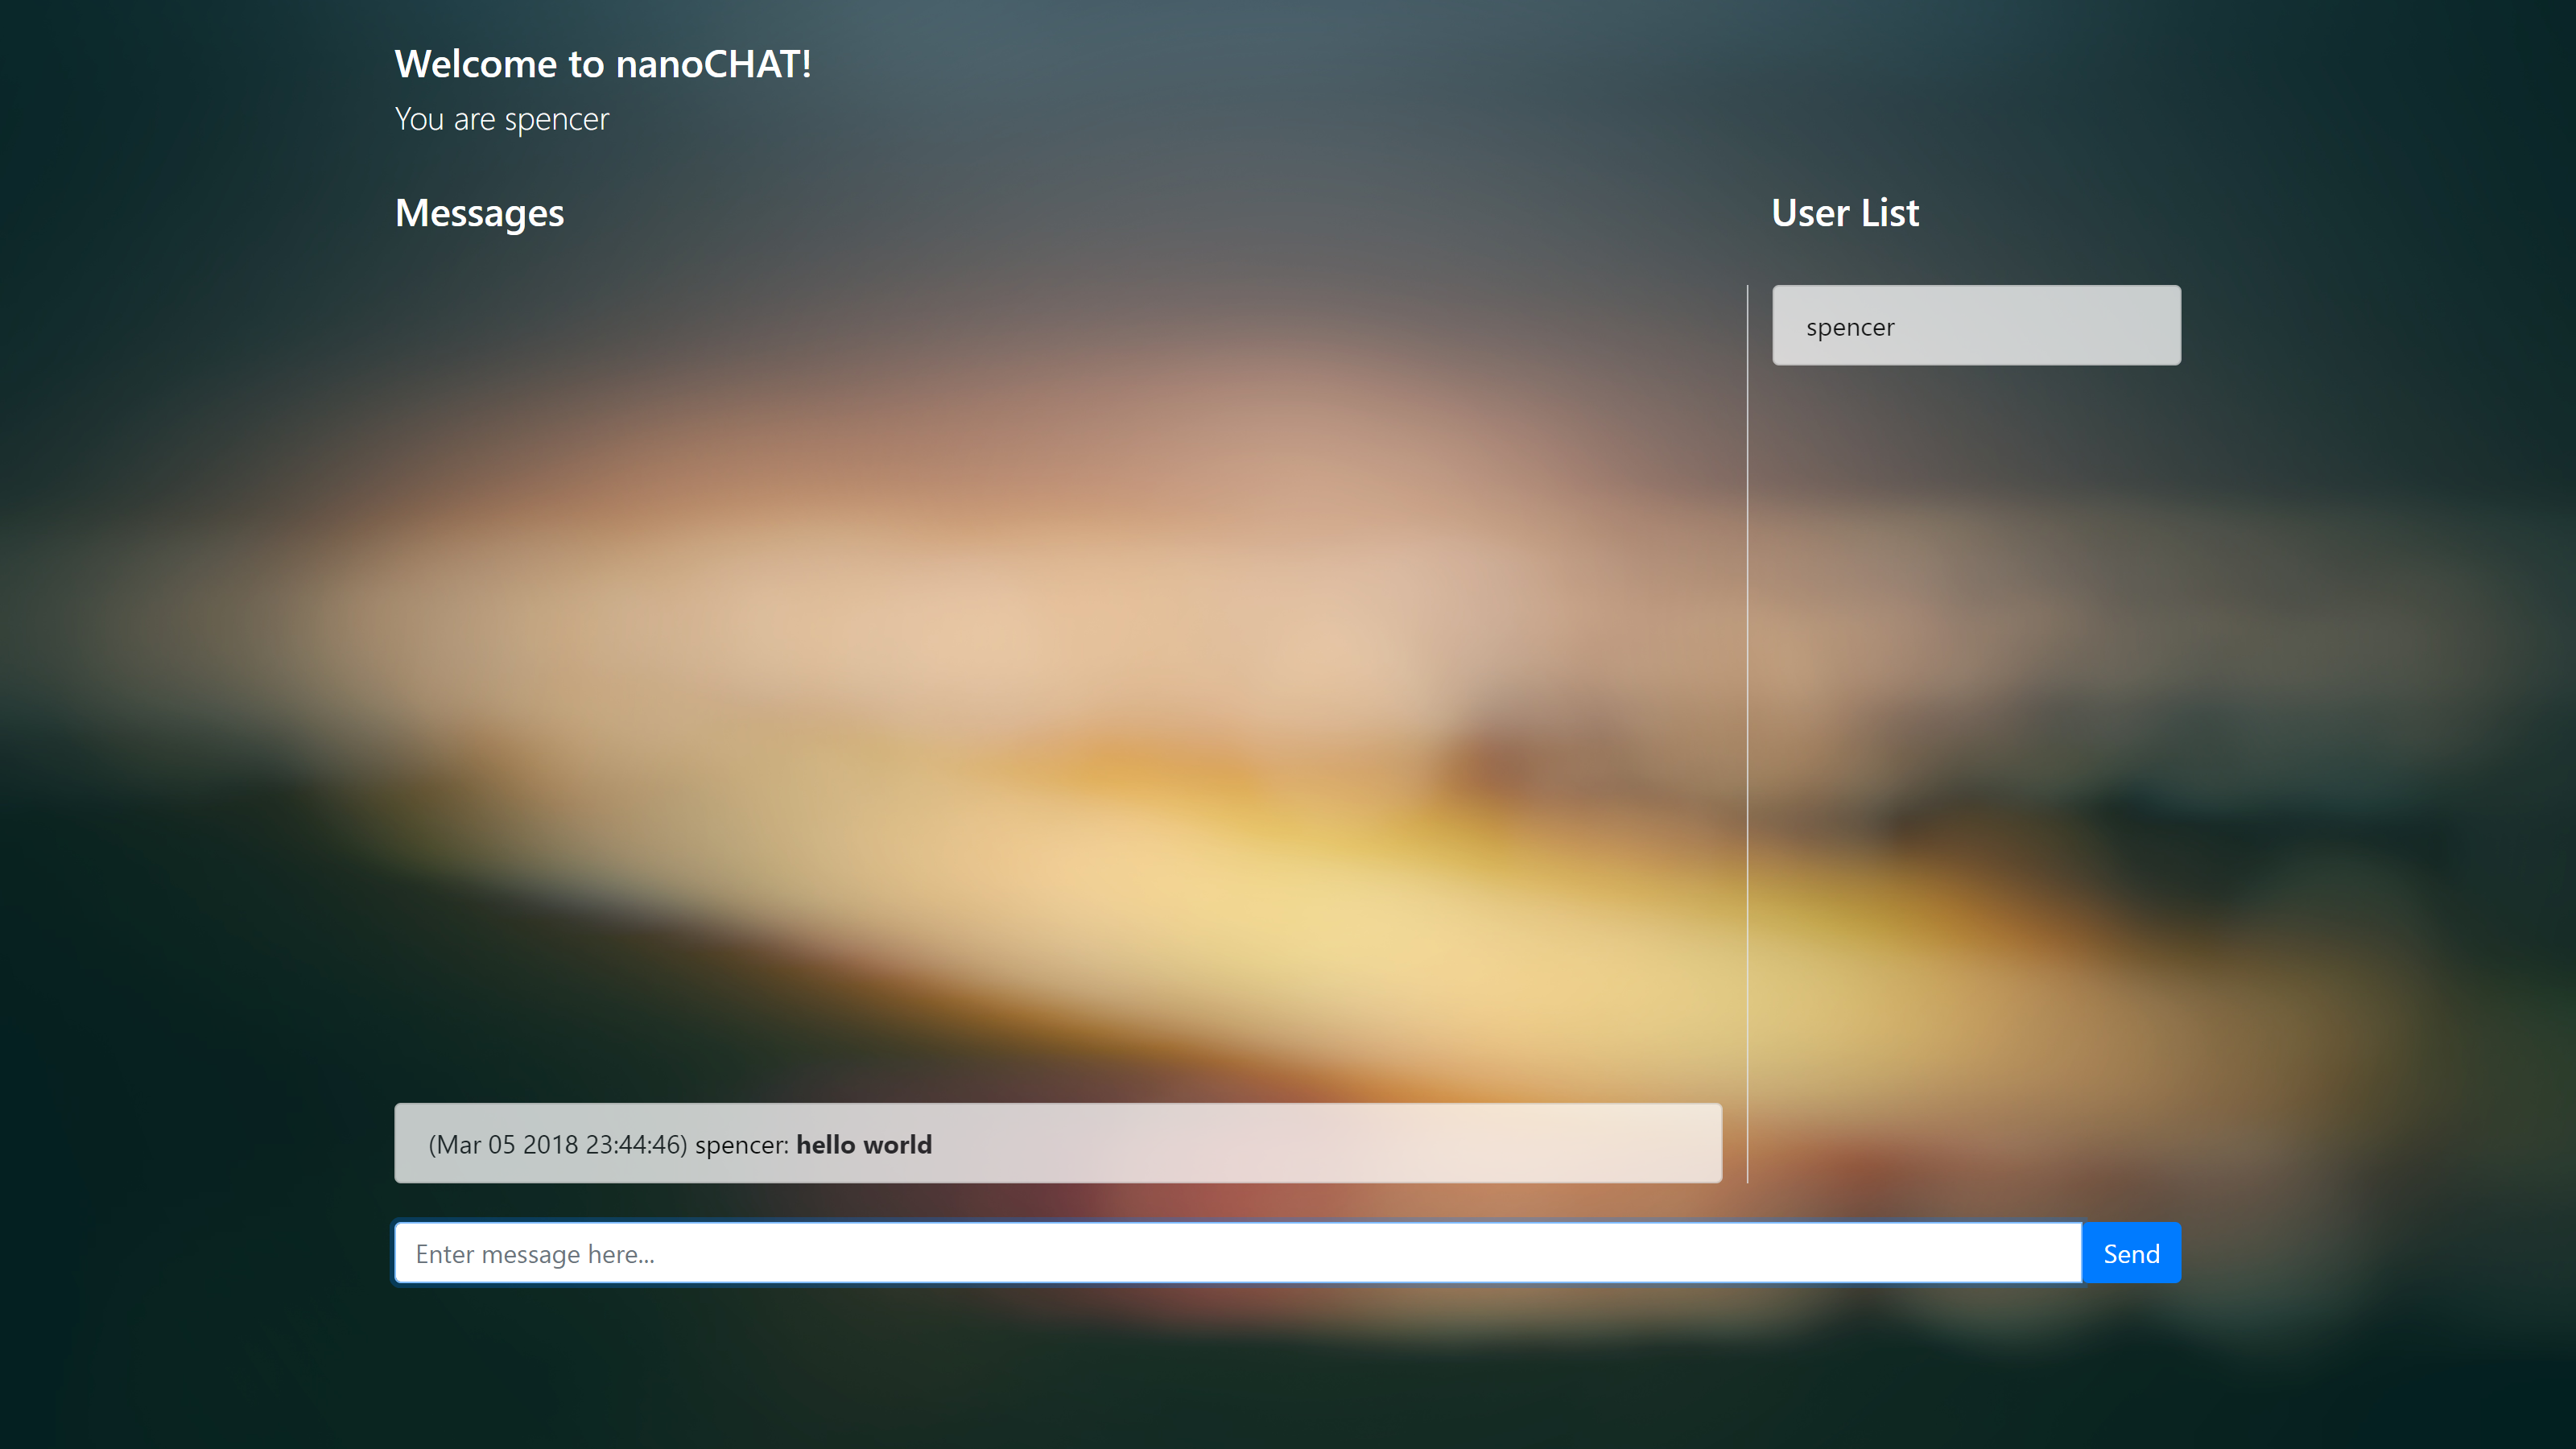 Welcome to nanoCHAT!
You are spencer
Messages
User List
spencer
(Mar 05 2018 23:44:46) spencer: hello world
Enter message here...
Send